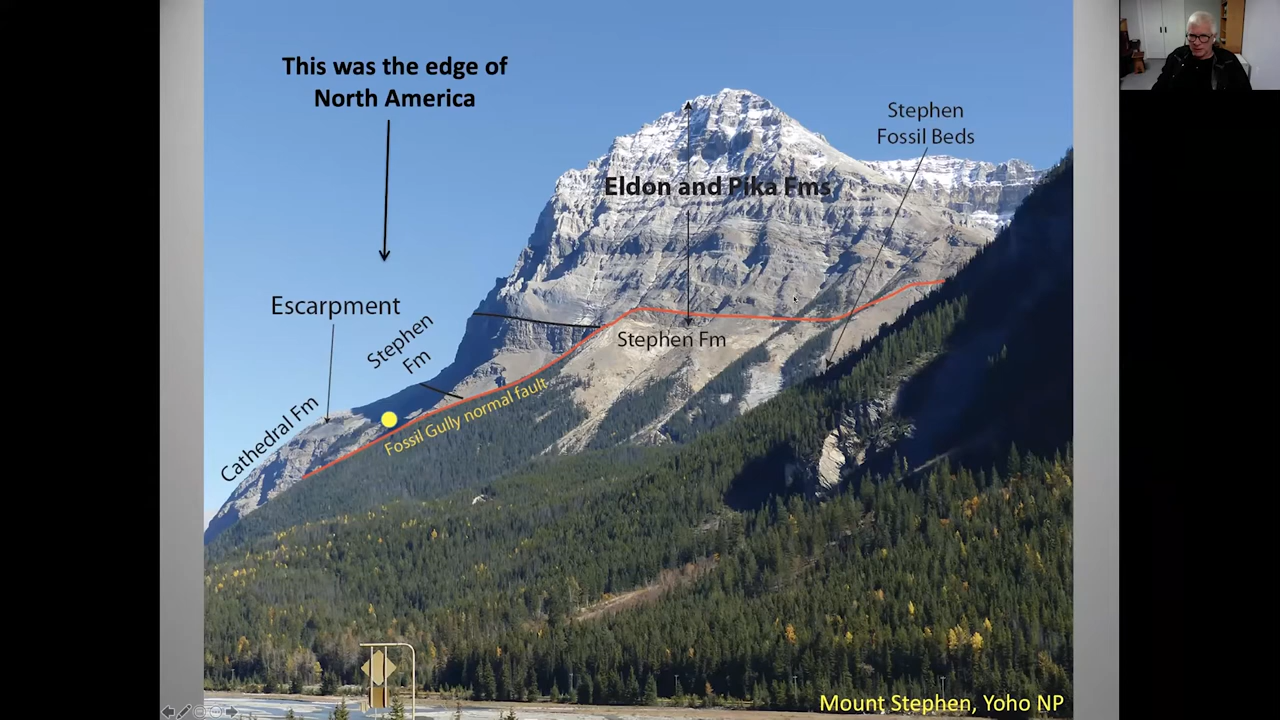 This was the edge of
North America
Stephen
Fossil Beds
Eldon and Pika Fms
Escarpment
Stephen
Fm
Stephen Fm
Cathedral Fm
Fossil Gully normal fault
Mount Stephen, Yoho NP